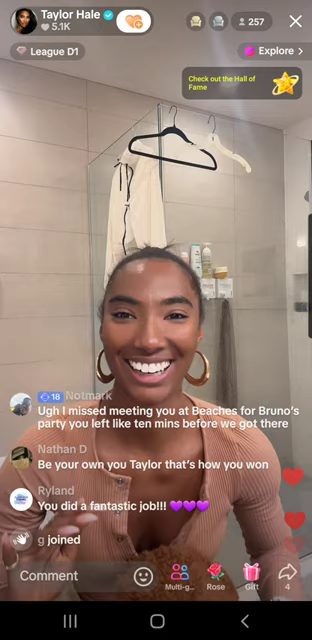 Taylor Hale
5.1K
257
League D1
Explore >
Check out the Hall of
Fame
18 Notmark
Ugh I missed meeting you at Beaches for Bruno's
party you left like ten mins before we got there
Nathan D
Be your own you Taylor that's how you won
Ryland
You did a fantastic job!!! 💜💜💜
g joined
Comment
Multi-g...
Rose
Gift
4